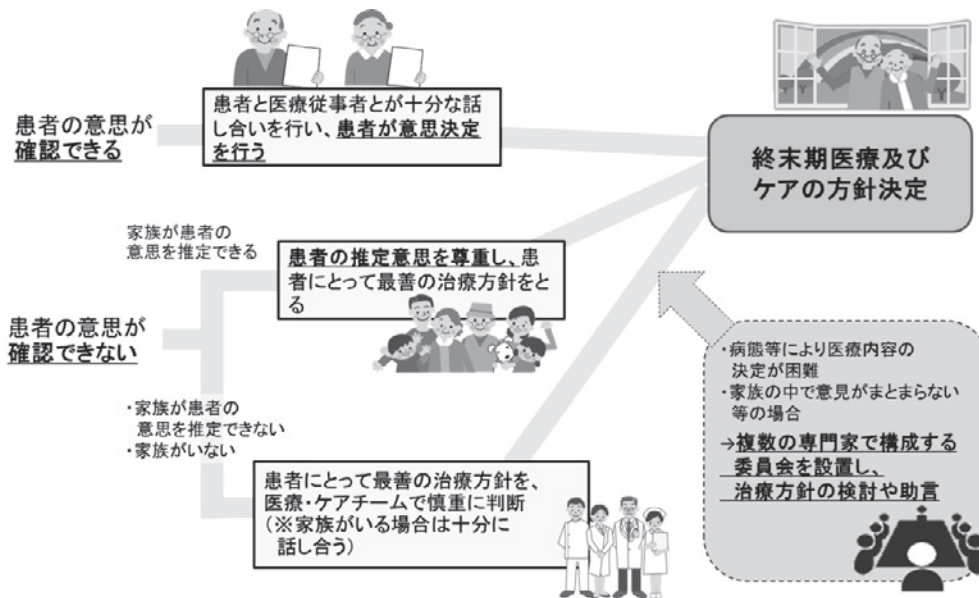 患者の意思が
確認できる
患者と医療従事者とが十分な話
し合いを行い、患者が意思決定
を行う
終末期医療及び
ケアの方針決定
家族が患者の
意思を推定できる
患者の推定意思を尊重し、患
者にとって最善の治療方針をと
る
患者の意思が
確認できない
・家族が患者の
意思を推定できない
・家族がいない
患者にとって最善の治療方針を、
医療・ケアチームで慎重に判断
(※家族がいる場合は十分に
話し合う)
・病態等により医療内容の
決定が困難
・家族の中で意見がまとまらない
等の場合
→複数の専門家で構成する
委員会を設置し、
治療方針の検討や助言